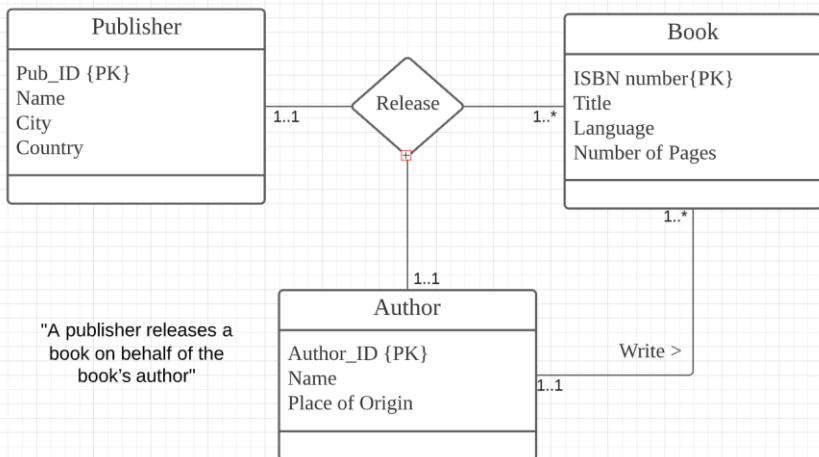 Publisher
Pub_ID {PK}
Name
City
Country
1..1
Release
1..*
Book
ISBN number{PK}
Title
Language
Number of Pages
1..*
1..1
Author
Author_ID {PK}
Name
Place of Origin
Write >
1..1
"A publisher releases a
book on behalf of the
book's author"